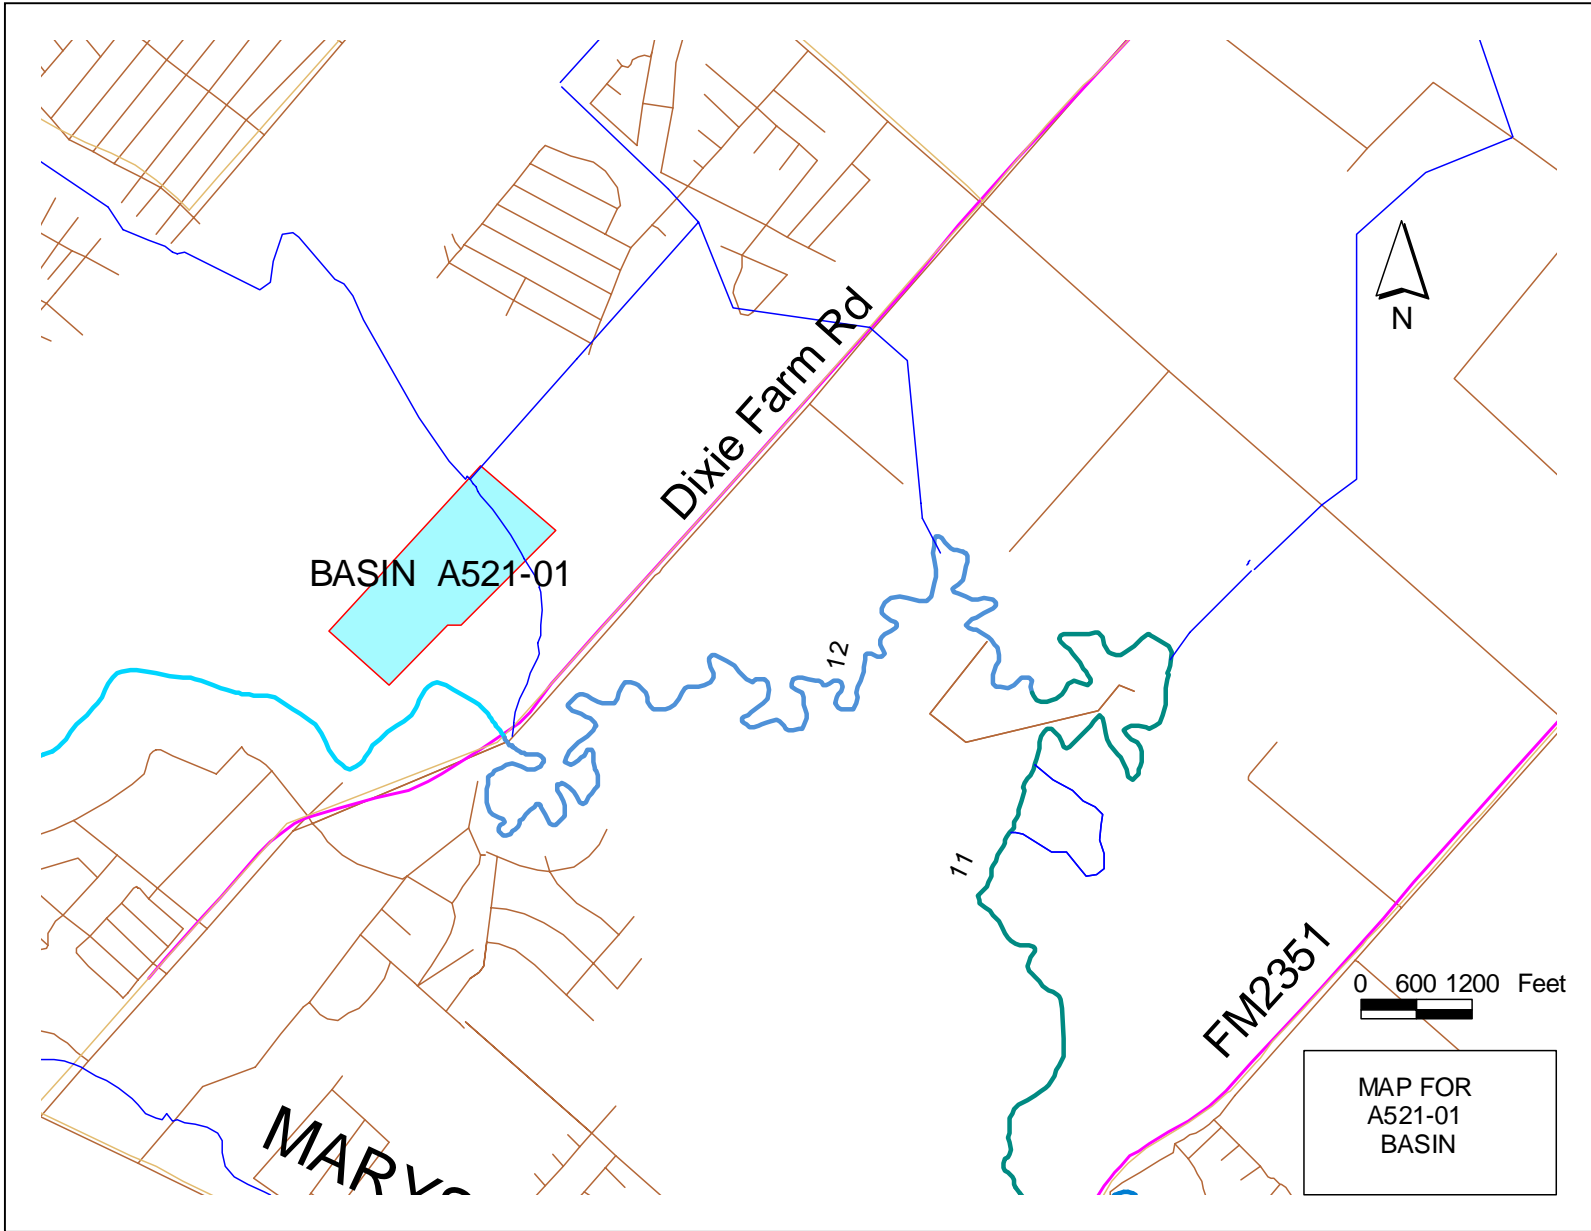 N
Dixie Farm Rd
BASIN A521-01
12
11
FM2351
0 600 1200 Feet
MAP FOR
A521-01
BASIN